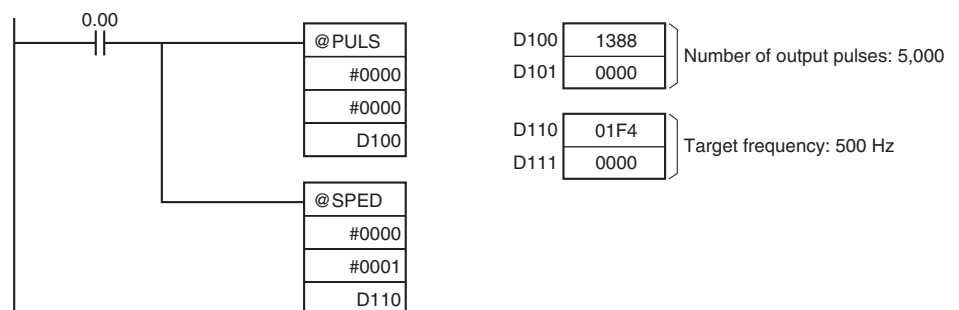 0.00
@PULS
#0000
#0000
D100
@SPED
#0000
#0001
D110
D100 1388
D101 0000
Number of output pulses: 5,000
D110 01F4
D111 0000
Target frequency: 500 Hz